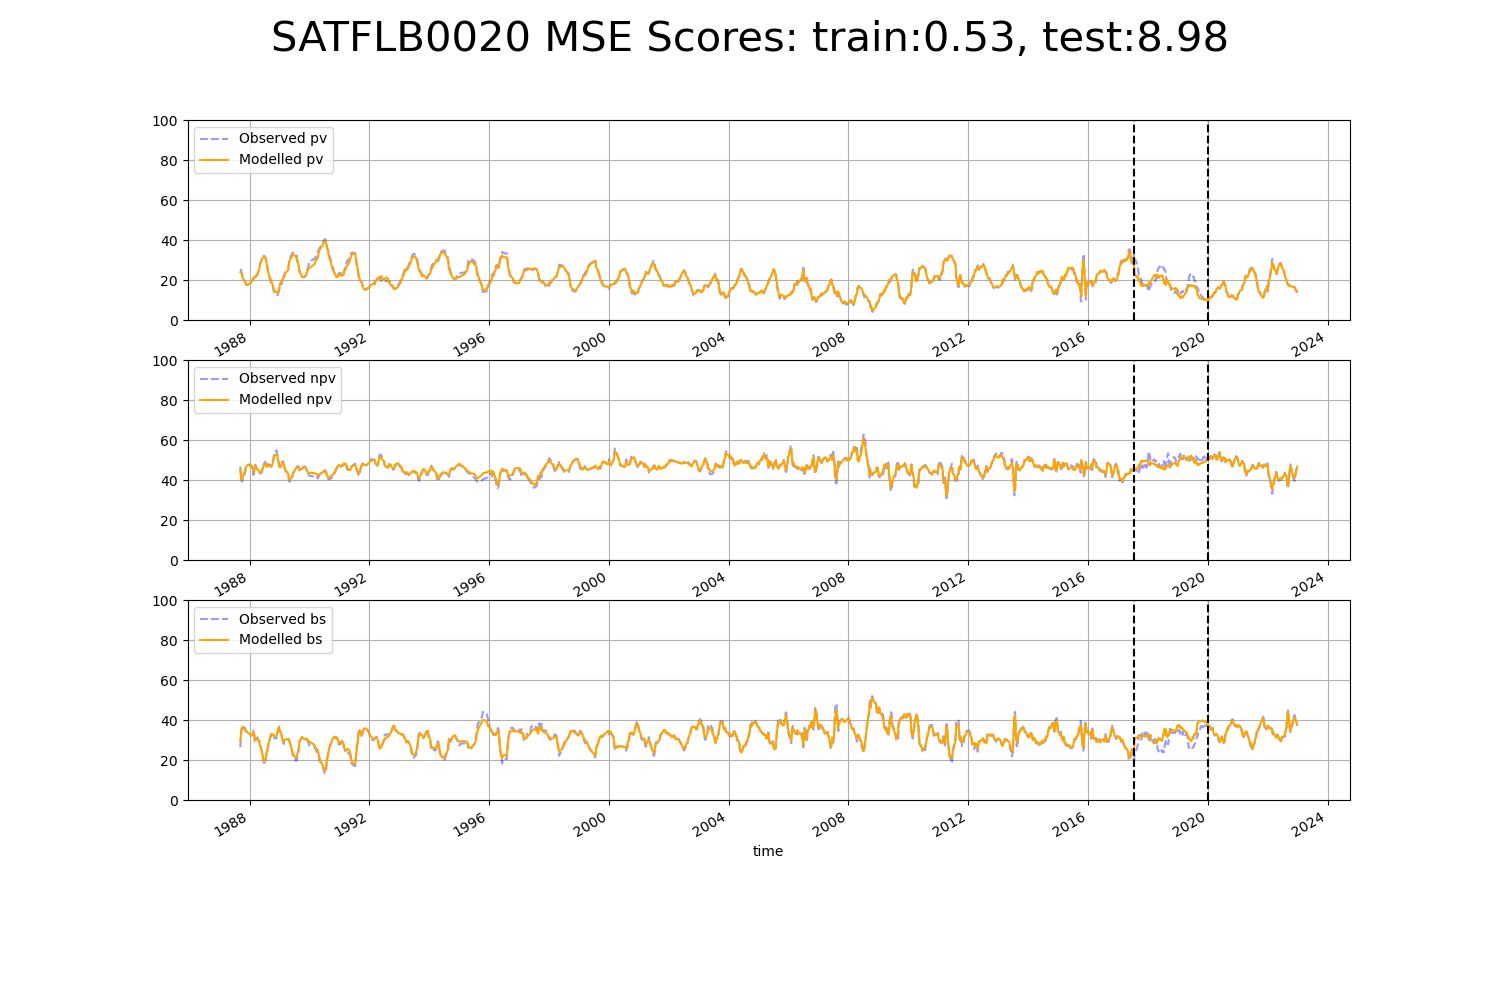 SATFLB0020 MSE Scores: train:0.53, test:8.98
100
80
60
40
20
0
Observed pv
Modelled pv
1988 1992 1996 2000 2004 2008 2012 2016 2020 2024
100
80
60
40
20
0
Observed npv
Modelled npv
1988 1992 1996 2000 2004 2008 2012 2016 2020 2024
100
80
60
40
20
0
Observed bs
Modelled bs
1988 1992 1996 2000 2004 2008 2012 2016 2020 2024
time